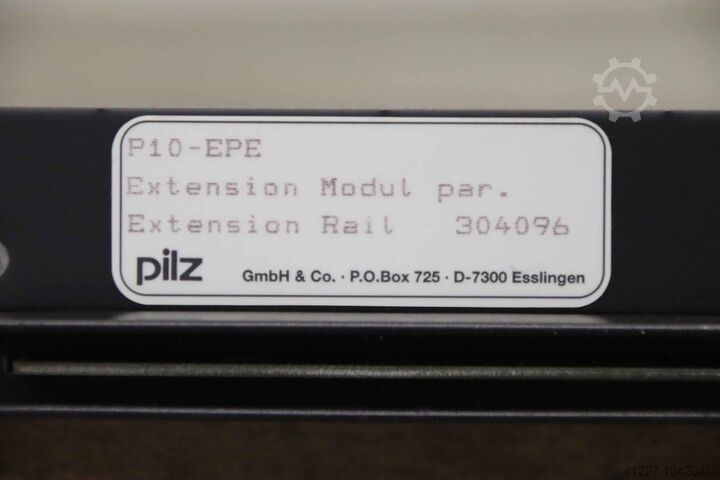 P10-EPE
Extension Modul par.
Extension Rail 304096
pilz
GmbH & Co. · P.O.Box 725 · D-7300 Esslingen